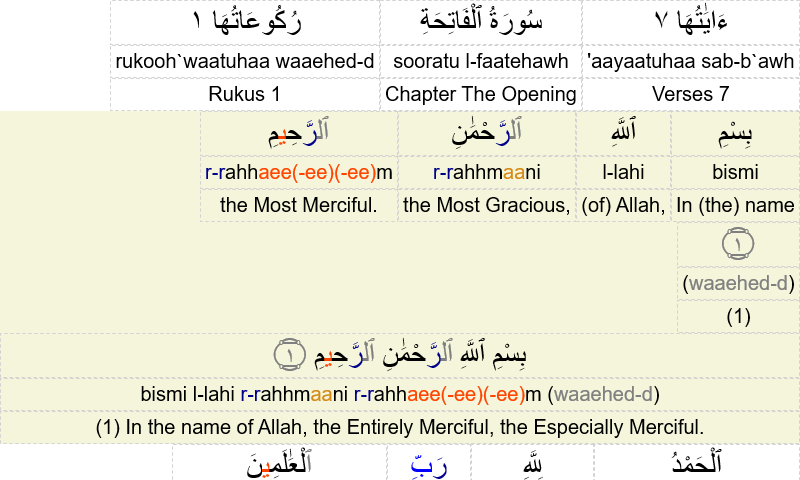 ءَايَٰتُهَا ٧ سُورَةُ ٱلْفَاتِحَةِ رُكُوعَاتُهَا ١
'aayaatuhaa sab-b`awh sooratu l-faatehawh rukooh`waatuhaa waaehed-d
Verses 7 Chapter The Opening Rukus 1
بِسْمِ ٱللَّهِ ٱلرَّحْمَٰنِ ٱلرَّحِيمِ
bismi l-lahi r-rahhmaani r-rahhaee(-ee)(-ee)m
In (the) name (of) Allah, the Most Gracious, the Most Merciful.
١
(waaehed-d)
(1)
بِسْمِ ٱللَّهِ ٱلرَّحْمَٰنِ ٱلرَّحِيمِ ١
bismi l-lahi r-rahhmaani r-rahhaee(-ee)(-ee)m (waaehed-d)
(1) In the name of Allah, the Entirely Merciful, the Especially Merciful.
ٱلْحَمْدُ لِلَّهِ رَبِّ ٱلْعَٰلَمِينَ